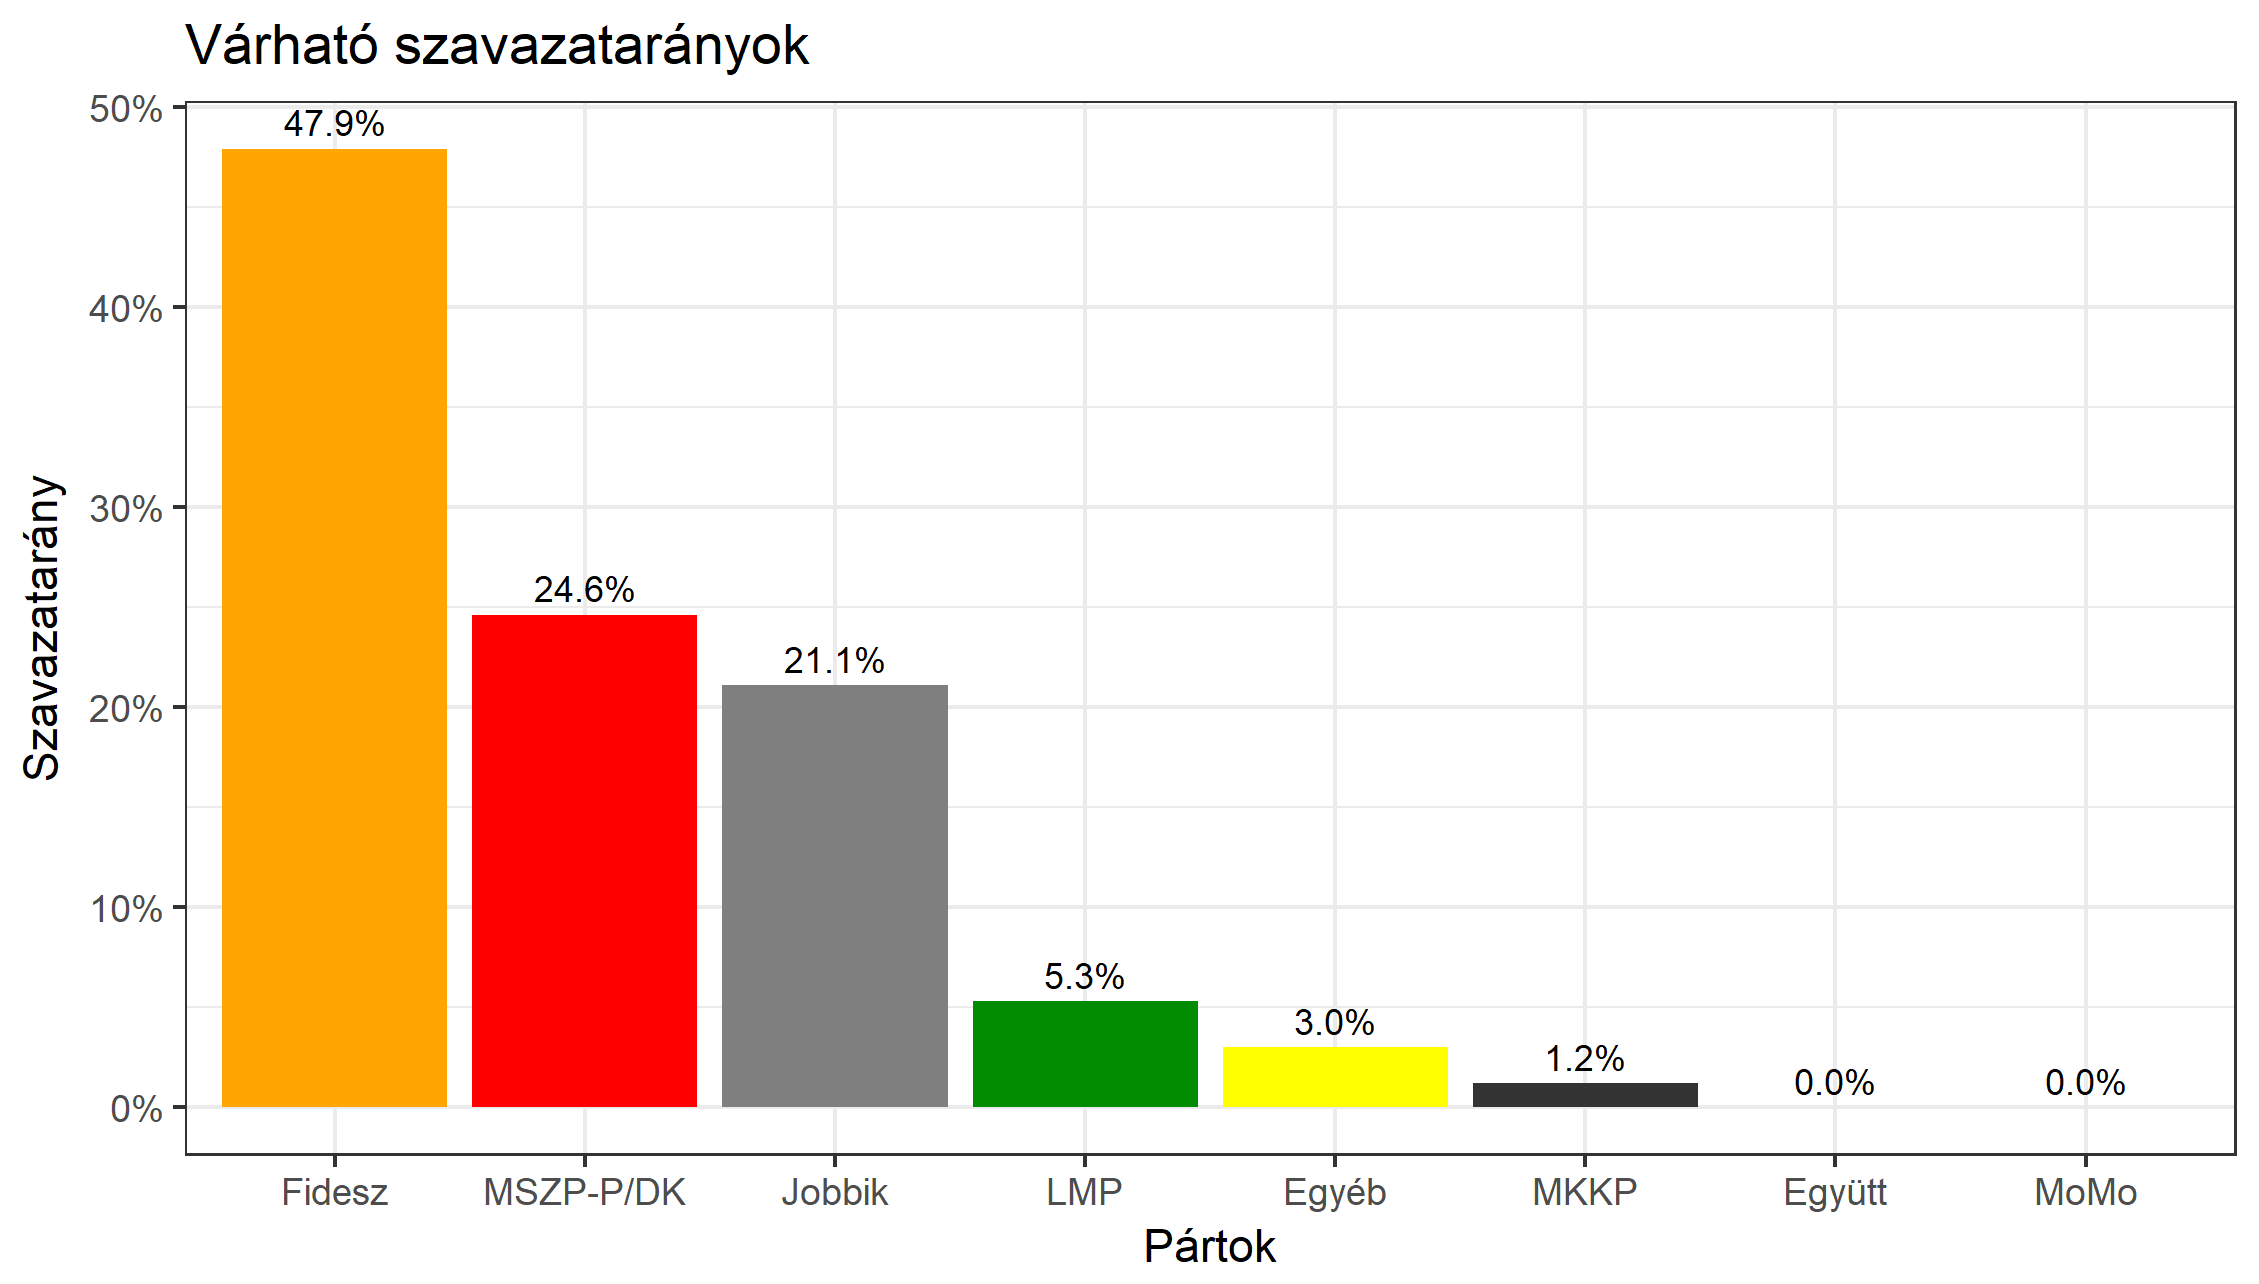 Várható szavazatarányok
50%
40%
30%
20%
10%
0%
Szavazatarány
47.9%
24.6%
21.1%
5.3%
3.0%
1.2%
0.0%
0.0%
Fidesz
MSZP-P/DK
Jobbik
LMP
Egyéb
MKKP
Együtt
MoMo
Pártok